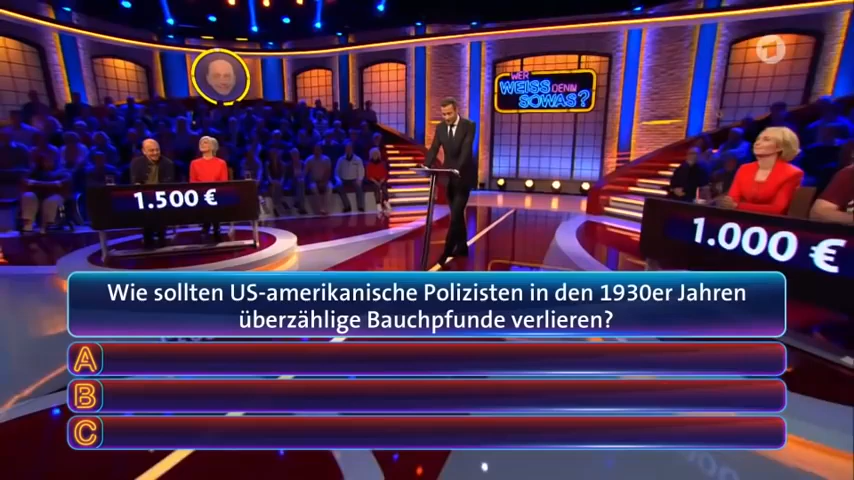 1
WER
WEISS DENN
SOWAS?
1.500 €
1.000 €
Wie sollten US-amerikanische Polizisten in den 1930er Jahren
überzählige Bauchpfunde verlieren?
A
B
C